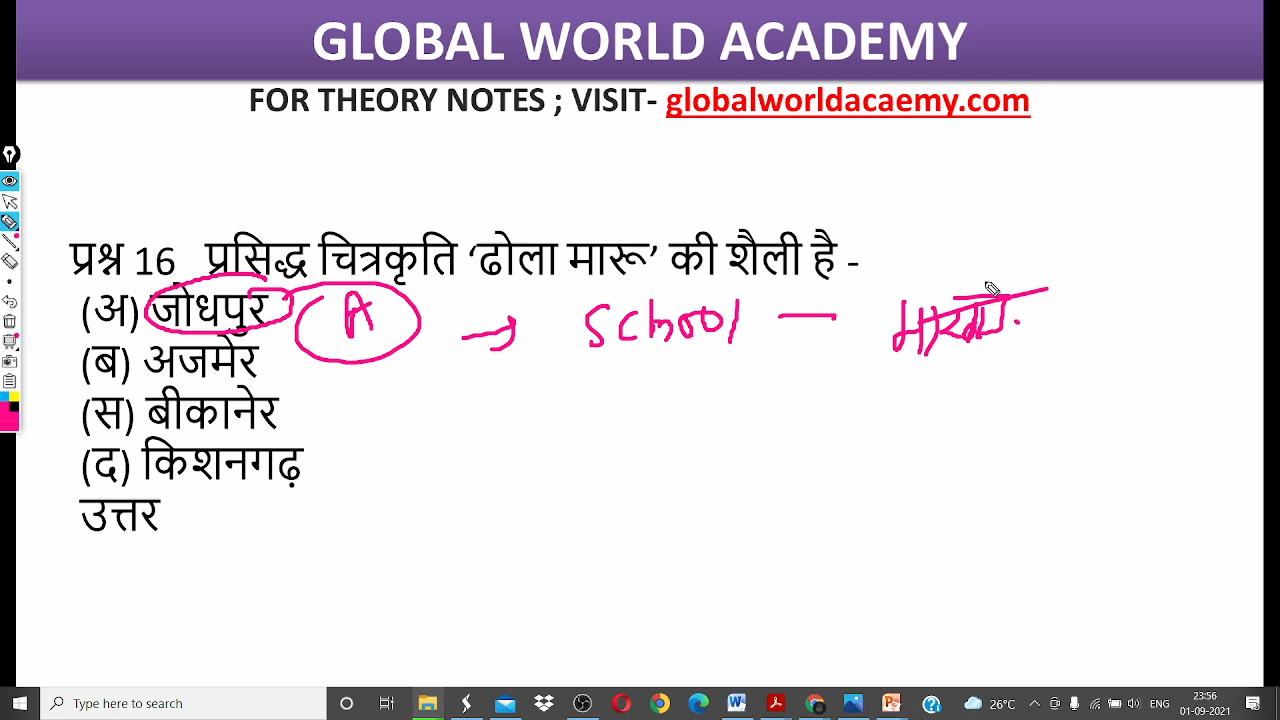 GLOBAL WORLD ACADEMY
FOR THEORY NOTES ; VISIT- globalworldacaemy.com
प्रश्न 16 प्रसिद्ध चित्रकृति ‘ढोला मारू’ की शैली है -
(अ) जोधपुर A → School —
(ब) अजमेर
(स) बीकानेर
(द) किशनगढ़
उत्तर
Type here to search
26°C
ENG
23:56
01-09-2021